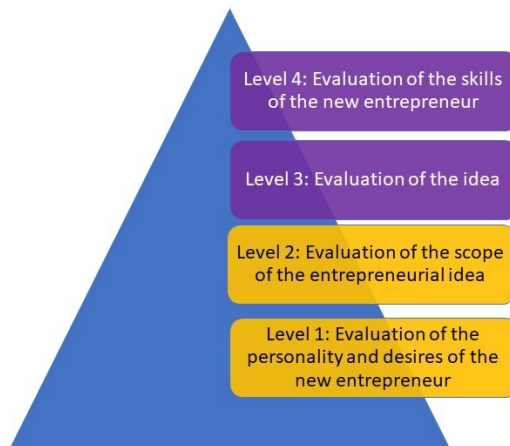 Level 4: Evaluation of the skills
of the new entrepreneur
Level 3: Evaluation of the idea
Level 2: Evaluation of the scope
of the entrepreneurial idea
Level 1: Evaluation of the
personality and desires of the
new entrepreneur